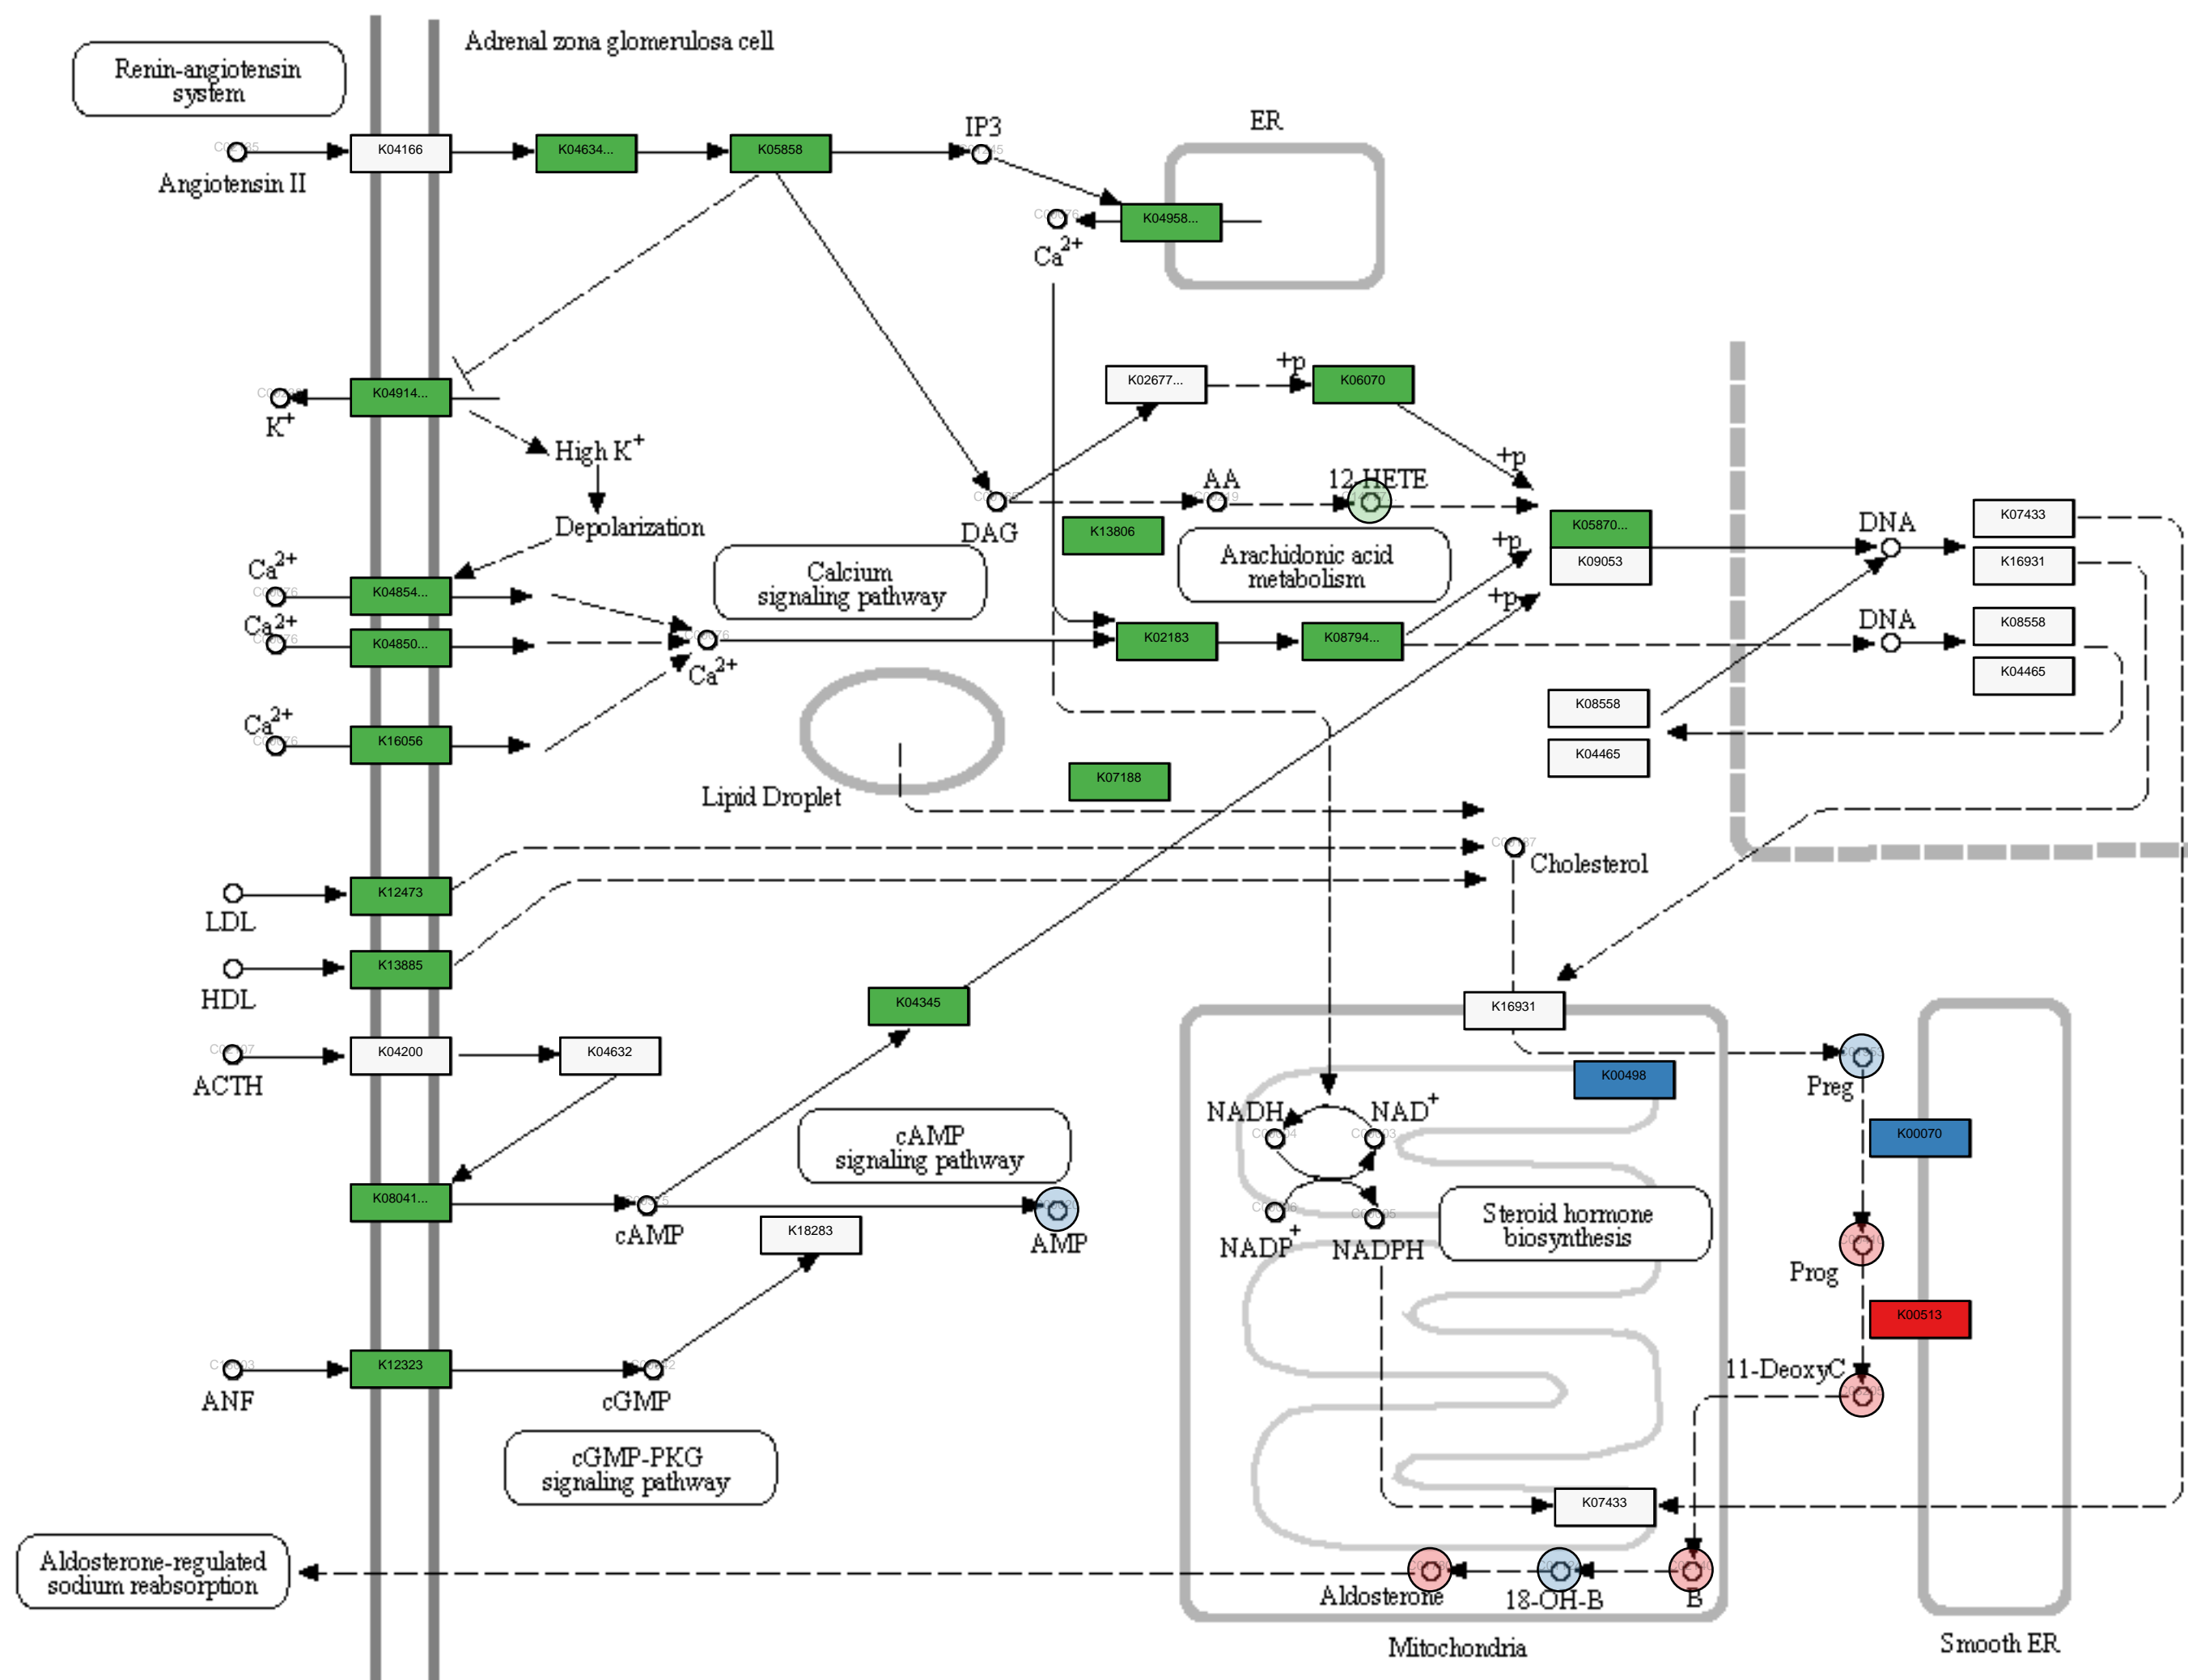 Adrenal zona glomerulosa cell
Renin-angiotensin
system
Angiotensin II
K04166
K04634...
K05858
IP3
ER
K04958...
Ca2+
K04914...
K+
High K+
Depolarization
K02677...
+p
K06070
+p
DAG
AA
12-HETE
K13806
Arachidonic acid
metabolism
Calcium
signaling pathway
K05870...
K09053
DNA
K07433
K16931
+p
+p
Ca2+
K04854...
Ca2+
K04850...
Ca2+
K02183
K08794...
DNA
K08558
K04465
K08558
K04465
Ca2+
K16056
Lipid Droplet
K07188
Cholesterol
K12473
LDL
K13885
HDL
K04345
K16931
K04200
ACTH
K04632
K00498
Preg
NADH
NAD+
K00070
cAMP
signaling pathway
K08041...
cAMP
K18283
AMP
NADP+
NADPH
Steroid hormone
biosynthesis
Prog
K00513
K12323
ANF
cGMP
11-DeoxyC
cGMP-PKG
signaling pathway
K07433
Aldosterone-regulated
sodium reabsorption
Aldosterone
18-OH-B
B
Mitochondria
Smooth ER